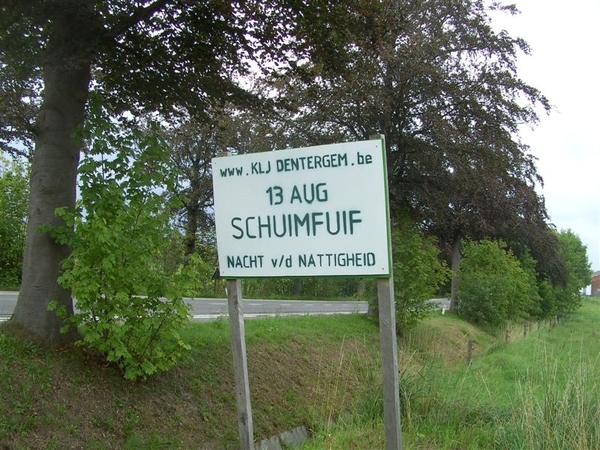 www.KLJ DENTERGEM.be
13 AUG
SCHUIMFUIF
NACHT v/d NATTIGHEID